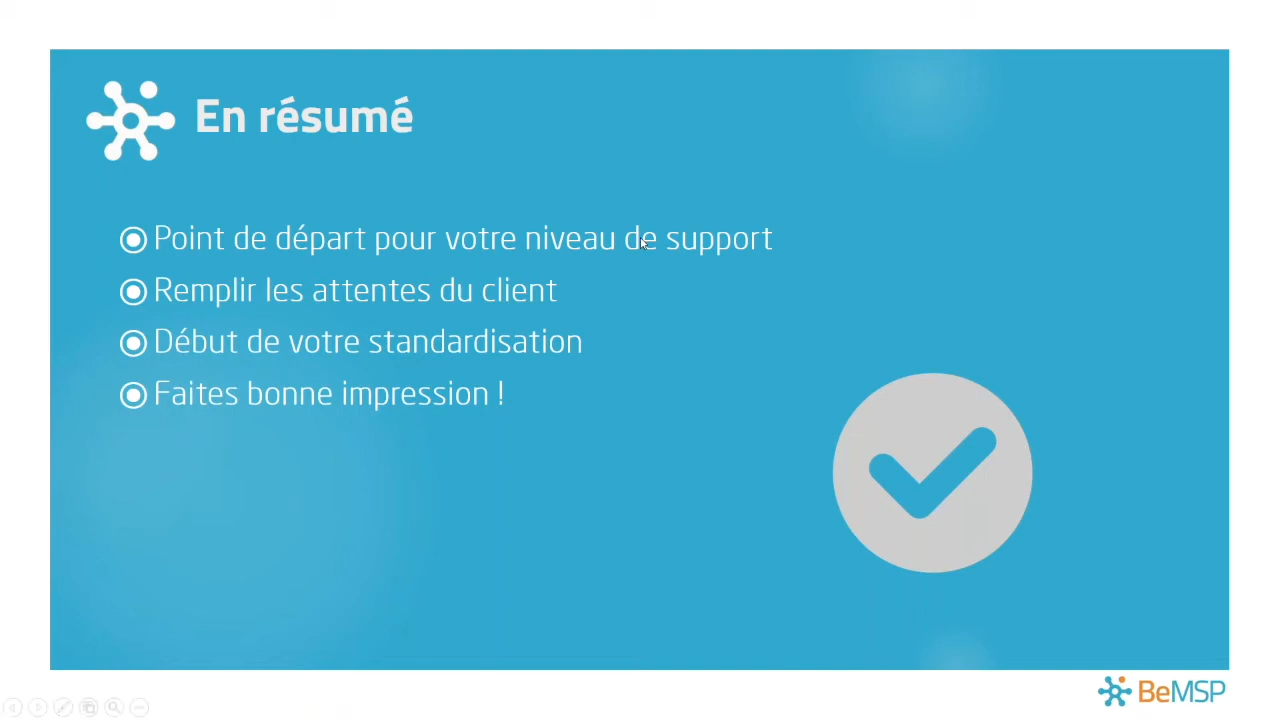 En résumé
Point de départ pour votre niveau de support
Remplir les attentes du client
Début de votre standardisation
Faites bonne impression !
BeMSP